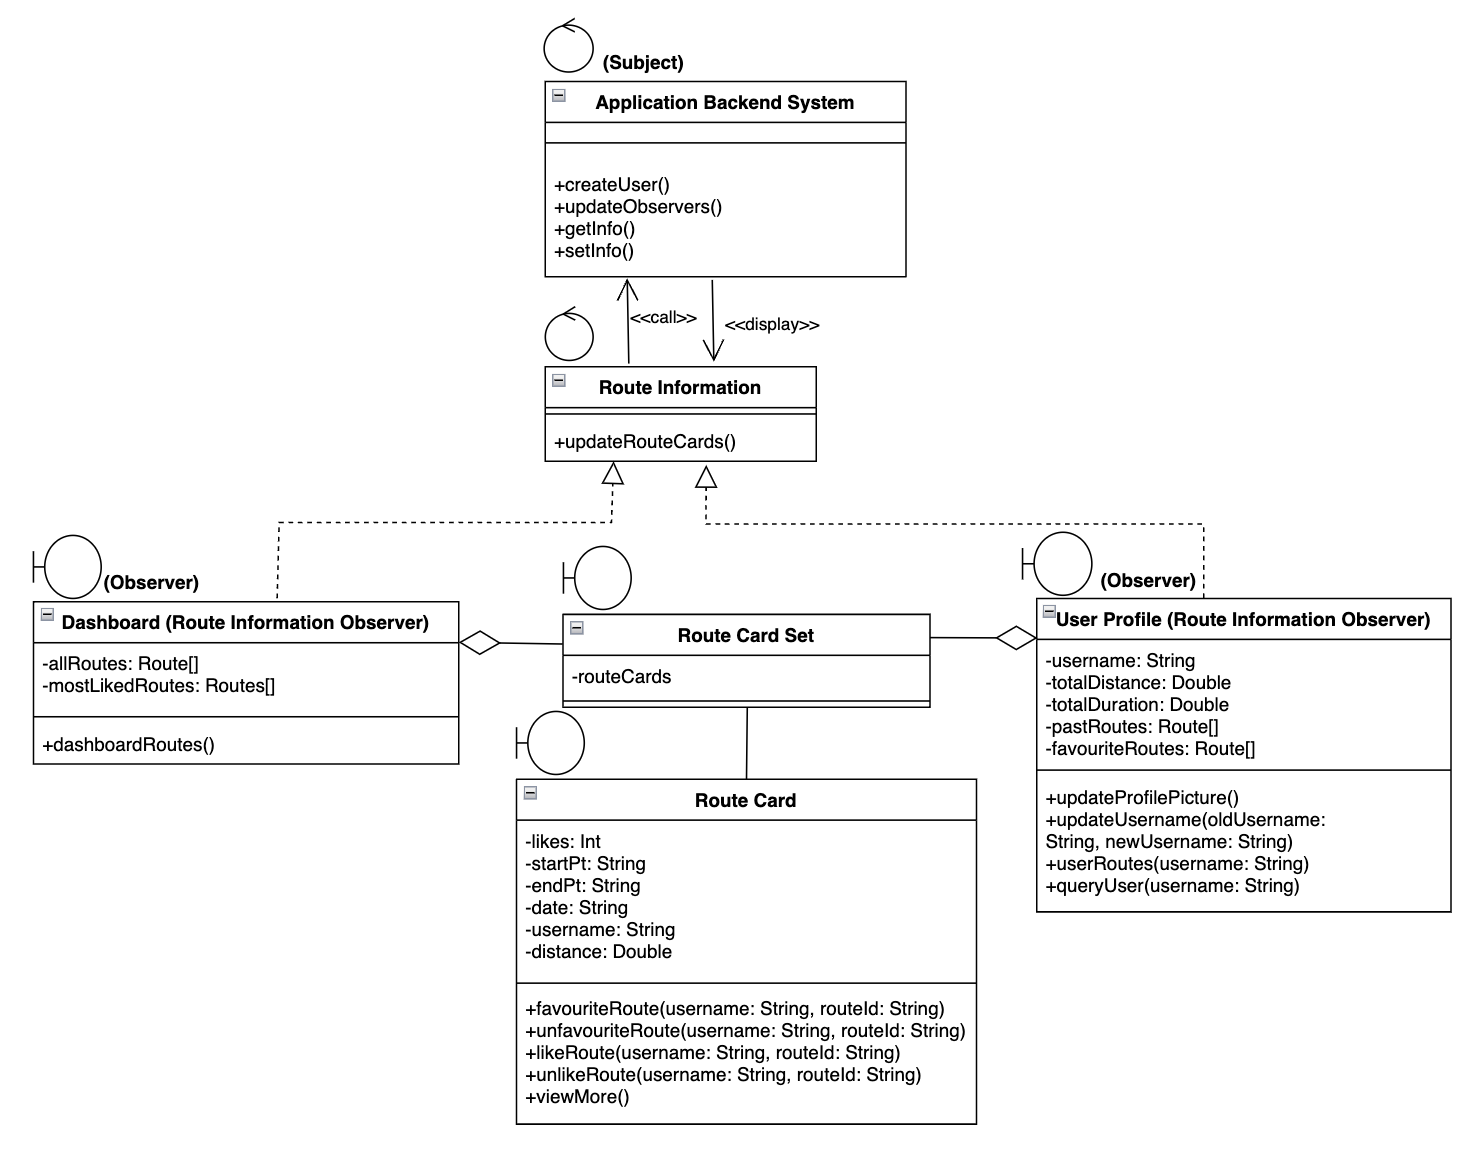 (Subject)
Application Backend System
+createUser()
+updateObservers()
+getInfo()
+setInfo()
<<call>>
<<display>>
Route Information
+updateRouteCards()
(Observer)
Dashboard (Route Information Observer)
-allRoutes: Route[]
-mostLikedRoutes: Routes[]
+dashboardRoutes()
Route Card Set
-routeCards
(Observer)
User Profile (Route Information Observer)
-username: String
-totalDistance: Double
-totalDuration: Double
-pastRoutes: Route[]
-favouriteRoutes: Route[]
+updateProfilePicture()
+updateUsername(oldUsername:
String, newUsername: String)
+userRoutes(username: String)
+queryUser(username: String)
Route Card
-likes: Int
-startPt: String
-endPt: String
-date: String
-username: String
-distance: Double
+favouriteRoute(username: String, routeId: String)
+unfavouriteRoute(username: String, routeId: String)
+likeRoute(username: String, routeId: String)
+unlikeRoute(username: String, routeId: String)
+viewMore()